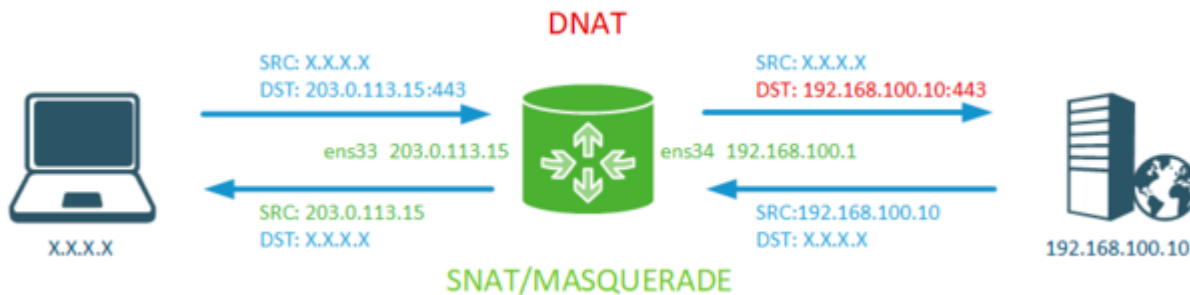 DNAT
SRC: X.X.X.X
DST: 203.0.113.15:443
SRC: X.X.X.X
DST: 192.168.100.10:443
ens33 203.0.113.15
ens34 192.168.100.1
SRC: 203.0.113.15
DST: X.X.X.X
SRC:192.168.100.10
DST: X.X.X.X
X.X.X.X
192.168.100.10
SNAT/MASQUERADE